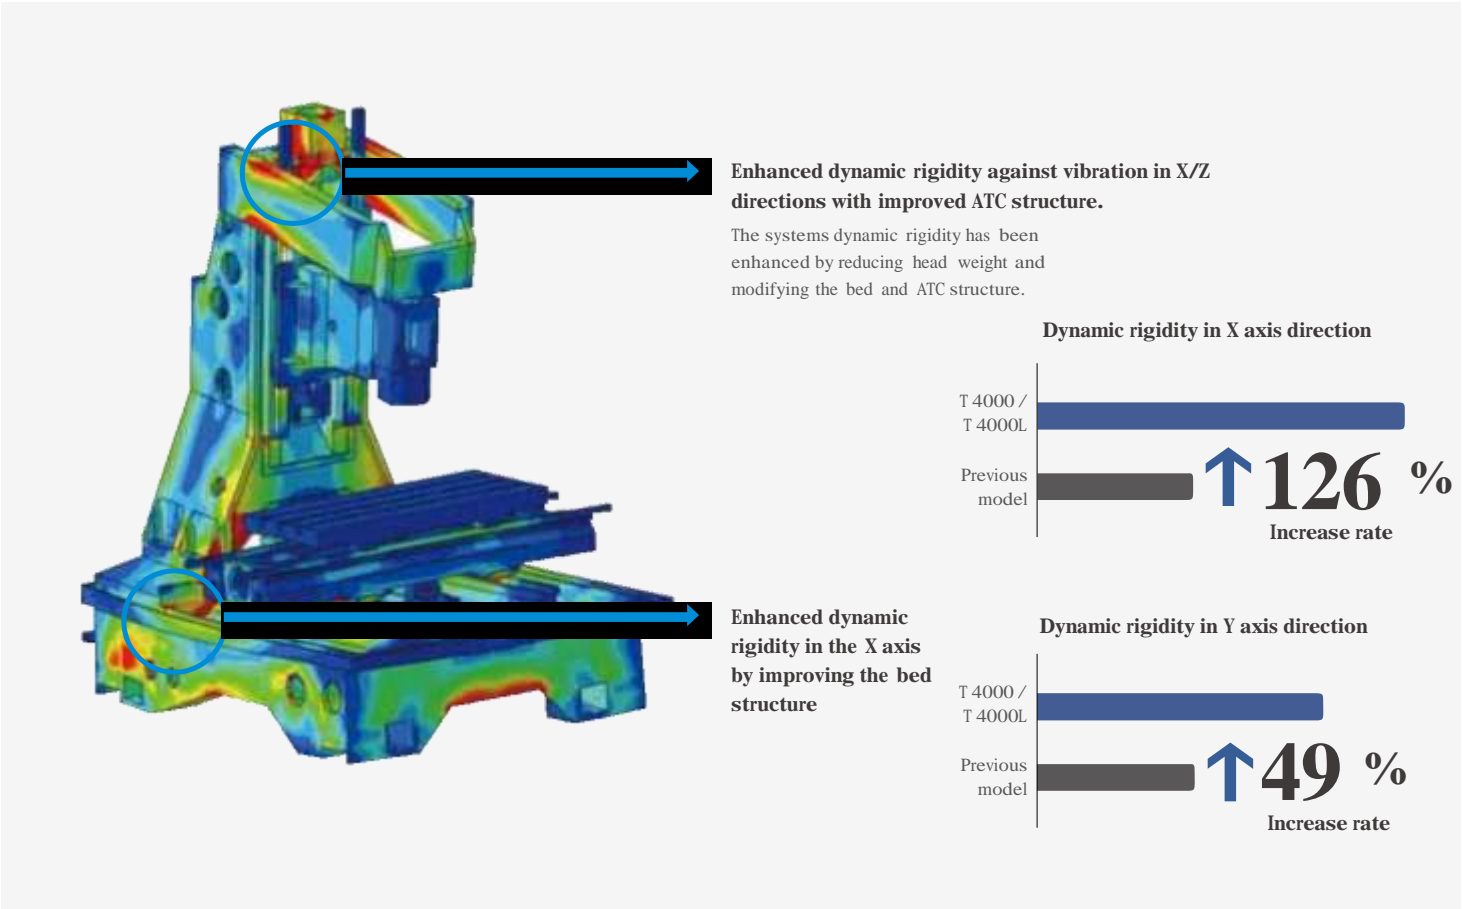 Enhanced dynamic rigidity against vibration in X/Z
directions with improved ATC structure.
The systems dynamic rigidity has been
enhanced by reducing head weight and
modifying the bed and ATC structure.
Dynamic rigidity in X axis direction
T 4000 /
T 4000L
Previous
model
126 %
Increase rate
Enhanced dynamic
rigidity in the X axis
by improving the bed
structure
Dynamic rigidity in Y axis direction
T 4000 /
T 4000L
Previous
model
49 %
Increase rate